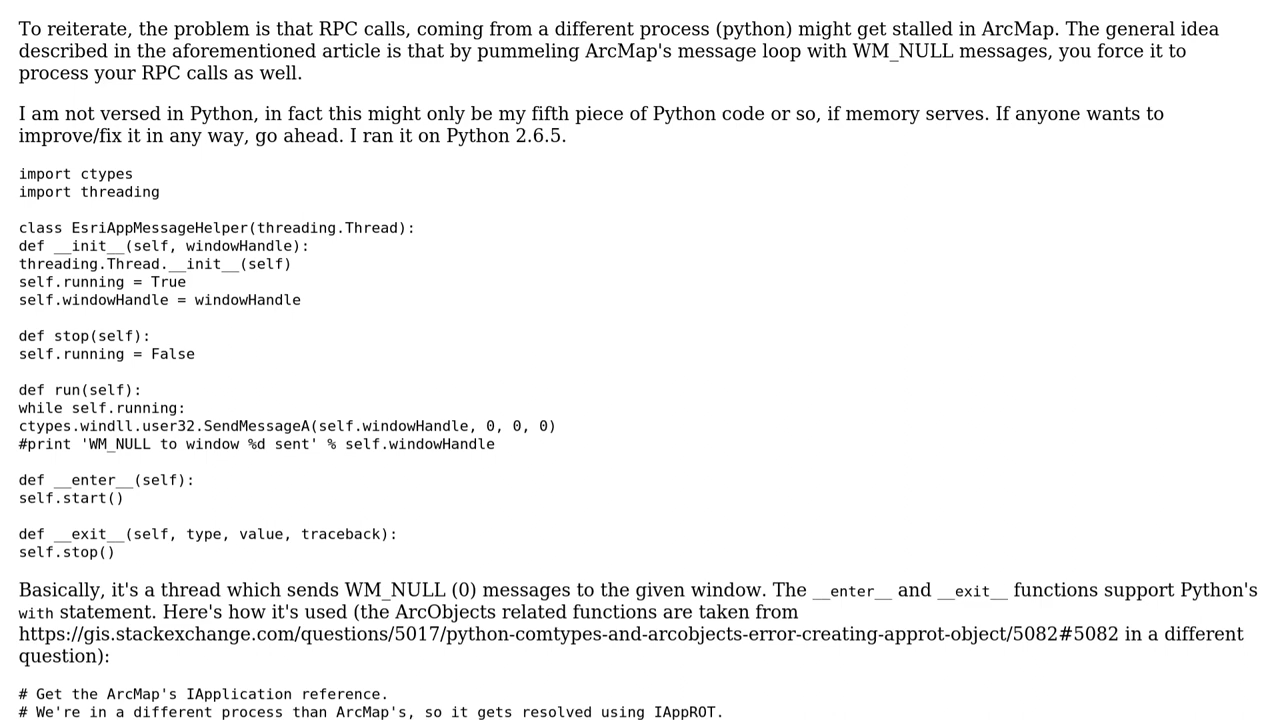 To reiterate, the problem is that RPC calls, coming from a different process (python) might get stalled in ArcMap. The general idea
described in the aforementioned article is that by pummeling ArcMap's message loop with WM_NULL messages, you force it to
process your RPC calls as well.
I am not versed in Python, in fact this might only be my fifth piece of Python code or so, if memory serves. If anyone wants to
improve/fix it in any way, go ahead. I ran it on Python 2.6.5.
import ctypes
import threading
class EsriAppMessageHelper(threading.Thread):
def __init__(self, windowHandle):
threading.Thread.__init__(self)
self.running = True
self.windowHandle = windowHandle
def stop(self):
self.running = False
def run(self):
while self.running:
ctypes.windll.user32.SendMessageA(self.windowHandle, 0, 0, 0)
#print 'WM_NULL to window %d sent' % self.windowHandle
def __enter__(self):
self.start()
def __exit__(self, type, value, traceback):
self.stop()
Basically, it's a thread which sends WM_NULL (0) messages to the given window. The __enter__ and __exit__ functions support Python's
with statement. Here's how it's used (the ArcObjects related functions are taken from
https://gis.stackexchange.com/questions/5017/python-comtypes-and-arcobjects-error-creating-approt-object/5082#5082 in a different
question):
# Get the ArcMap's IApplication reference.
# We're in a different process than ArcMap's, so it gets resolved using IAppROT.